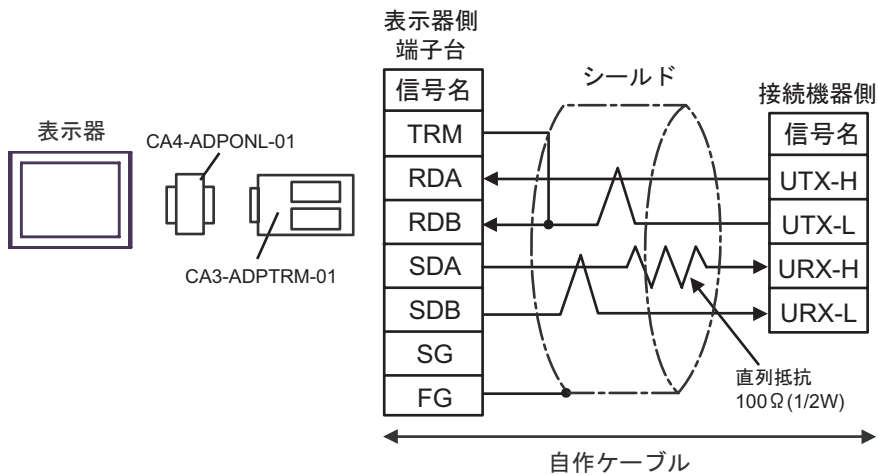 表示器側
端子台
シールド
接続機器側
信号名
信号名
表示器
CA4-ADPONL-01
CA3-ADPTRM-01
TRM
RDA
UTX-H
RDB
UTX-L
SDA
URX-H
SDB
URX-L
SG
FG
直列抵抗
100Ω(1/2W)
自作ケーブル